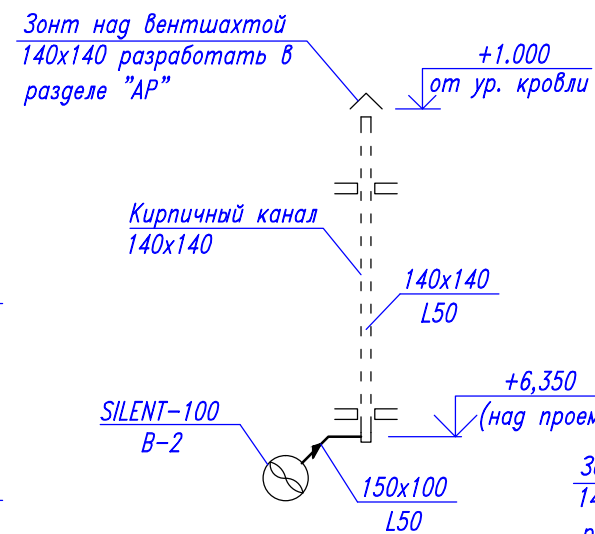 Зонт над вентшахтой
140х140 разработать в
разделе "АР"
+1.000
от ур. кровли
Кирпичный канал
140х140
140х140
L50
+6,350
(над
SILENT-100
В-2
150х100
L50